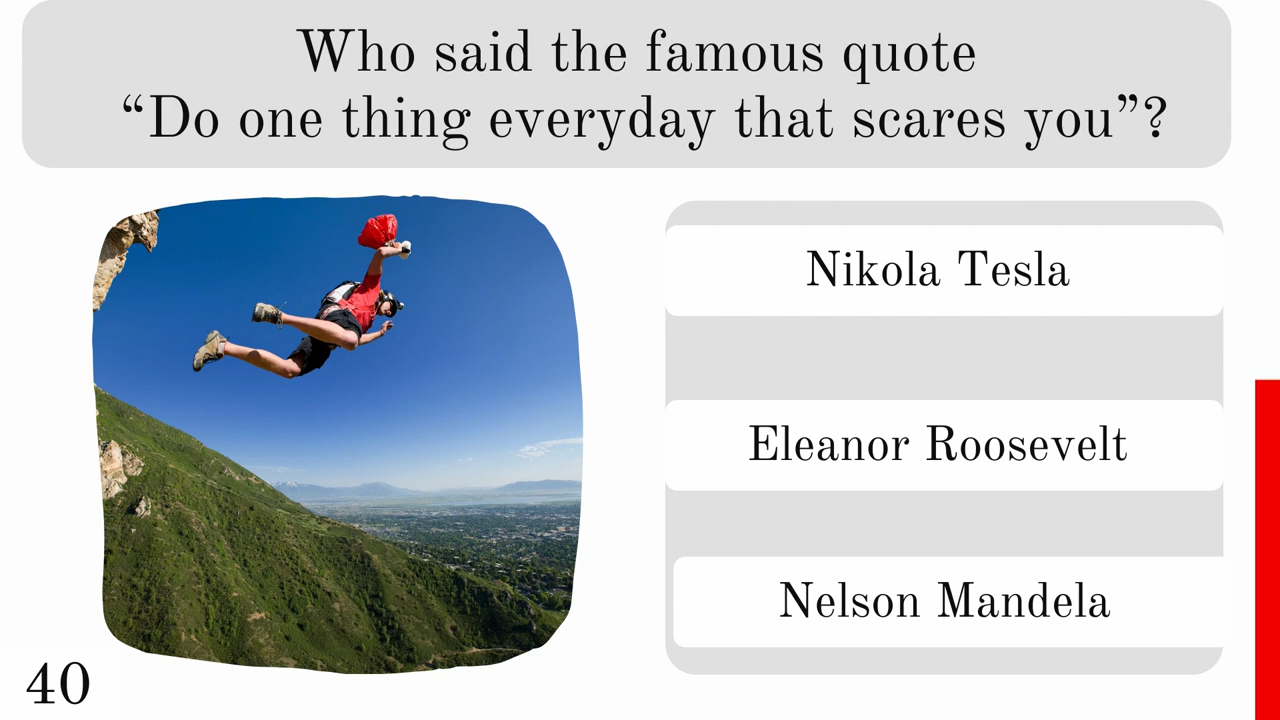 Who said the famous quote
“Do one thing everyday that scares you”?
Nikola Tesla
Eleanor Roosevelt
Nelson Mandela
40